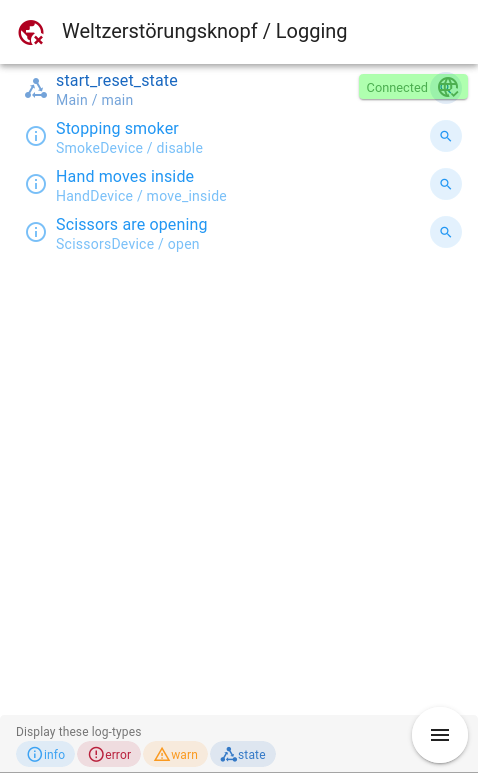 Weltzerstörungsknopf / Logging
start_reset_state
Main / main
Connected
Stopping smoker
SmokeDevice / disable
Hand moves inside
HandDevice / move_inside
Scissors are opening
ScissorsDevice / open
Display these log-types
info error warn state